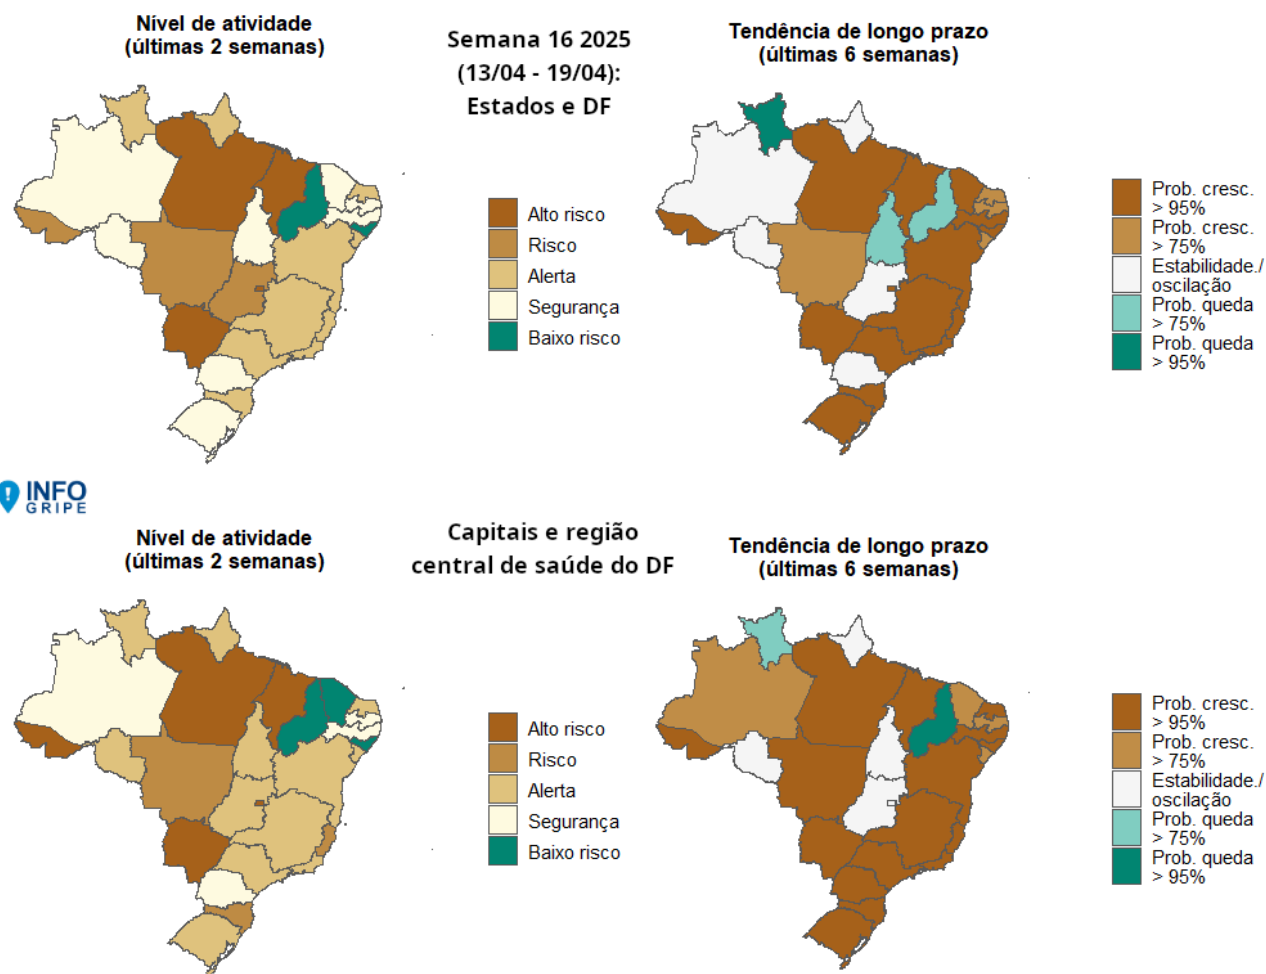 Nível de atividade
(últimas 2 semanas)
Semana 16 2025
(13/04 - 19/04):
Estados e DF
Tendência de longo prazo
(últimas 6 semanas)
Alto risco
Risco
Alerta
Segurança
Baixo risco
Prob. cresc.
> 95%
Prob. cresc.
> 75%
Estabilidade./
oscilação
Prob. queda
> 75%
Prob. queda
> 95%
INFO
GRIPE
Nível de atividade
(últimas 2 semanas)
Capitais e região
central de saúde do DF
Tendência de longo prazo
(últimas 6 semanas)
Alto risco
Risco
Alerta
Segurança
Baixo risco
Prob. cresc.
> 95%
Prob. cresc.
> 75%
Estabilidade./
oscilação
Prob. queda
> 75%
Prob. queda
> 95%